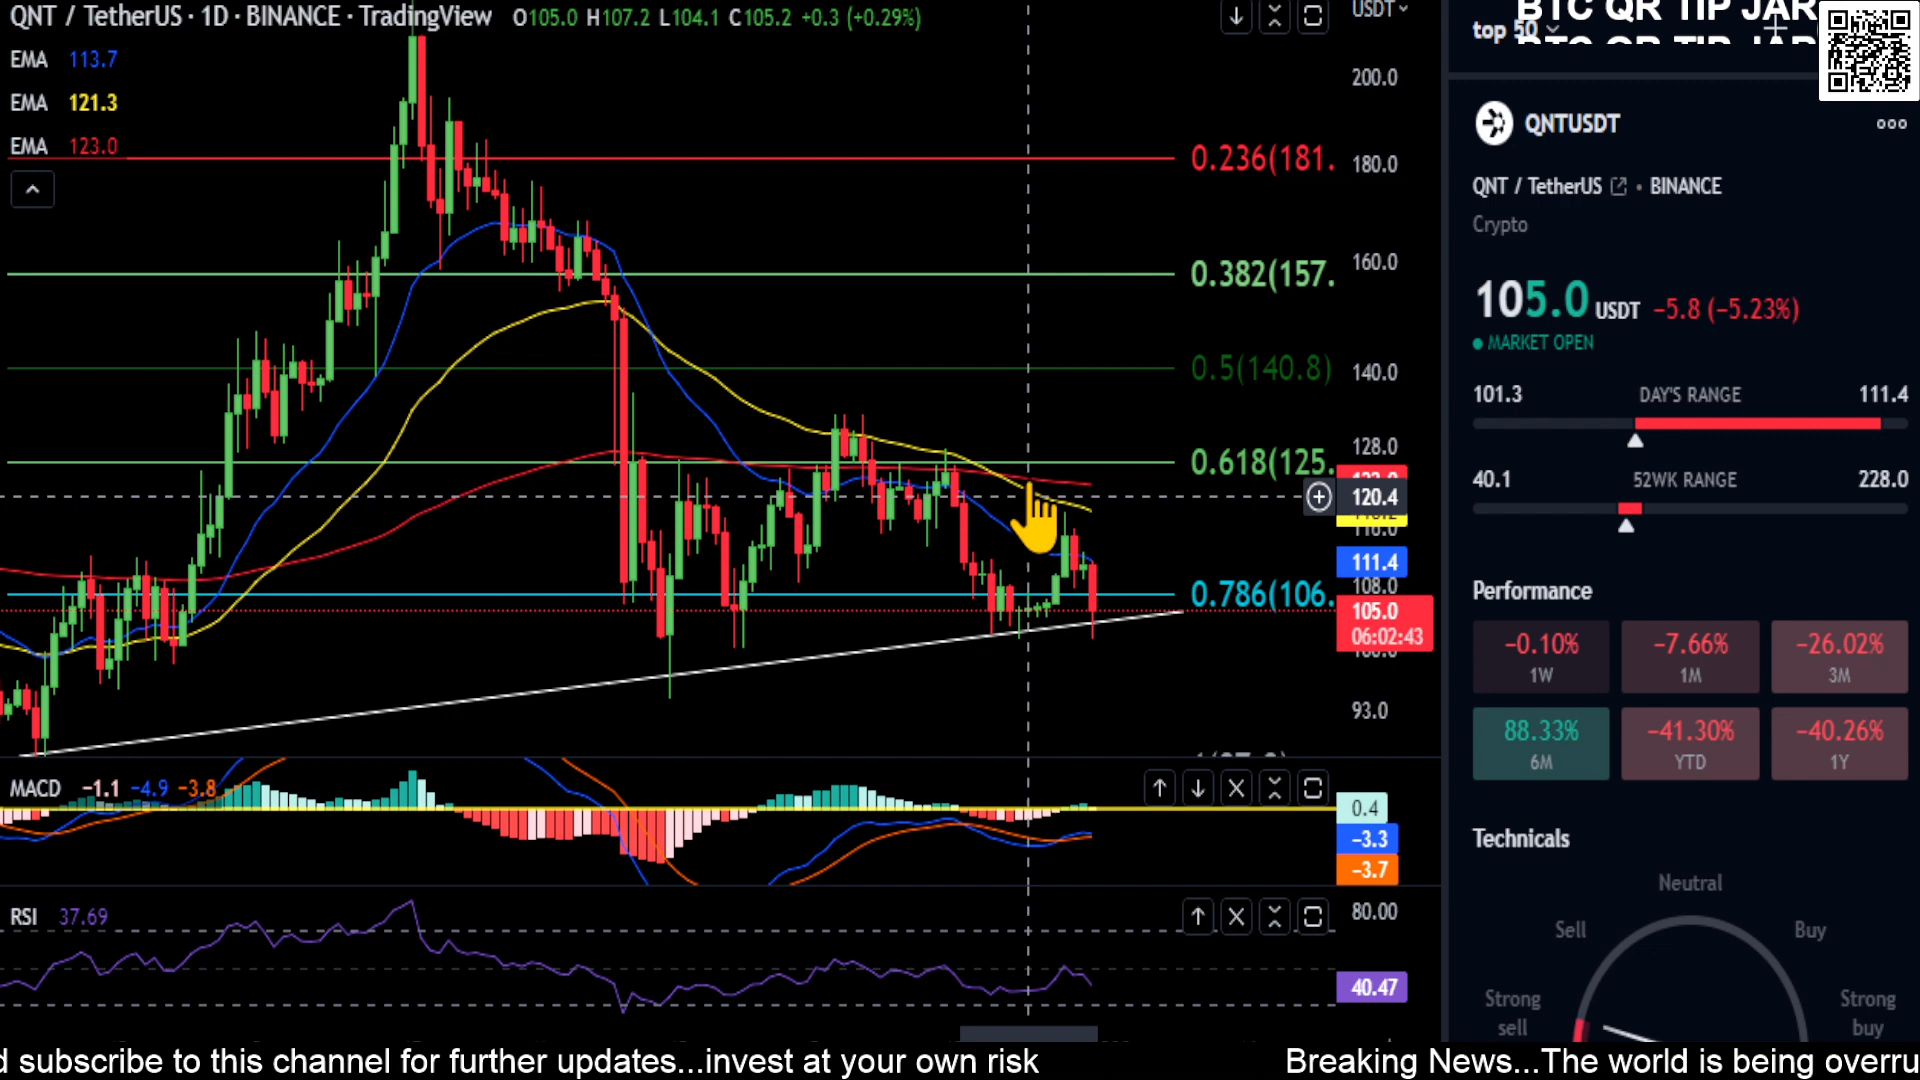 QNT / TetherUS · 1D · BINANCE · TradingView O105.0 H107.2 L104.1 C105.2 +0.3 (+0.29%)
USDT
EMA 113.7
EMA 121.3
EMA 123.0
200.0
180.0
160.0
140.0
128.0
120.4
111.4
108.0
105.0
06:02:43
93.0
0.236(181.
0.382(157.
0.5(140.8)
0.618(125.
0.786(106.
MACD −1.1 −4.9 −3.8
0.4
−3.3
−3.7
RSI 37.69
80.00
40.47
BTC QR TIP JAR
top 50
QNTUSDT
QNT / TetherUS • BINANCE
Crypto
105.0 USDT −5.8 (−5.23%)
MARKET OPEN
101.3 DAY'S RANGE 111.4
40.1 52WK RANGE 228.0
Performance
−0.10% −7.66% −26.02%
1W 1M 3M
88.33% −41.30% −40.26%
6M YTD 1Y
Technicals
Neutral
Sell Buy
Strong sell
Strong buy
d subscribe to this channel for further updates...invest at your own risk
Breaking News...The world is being overru